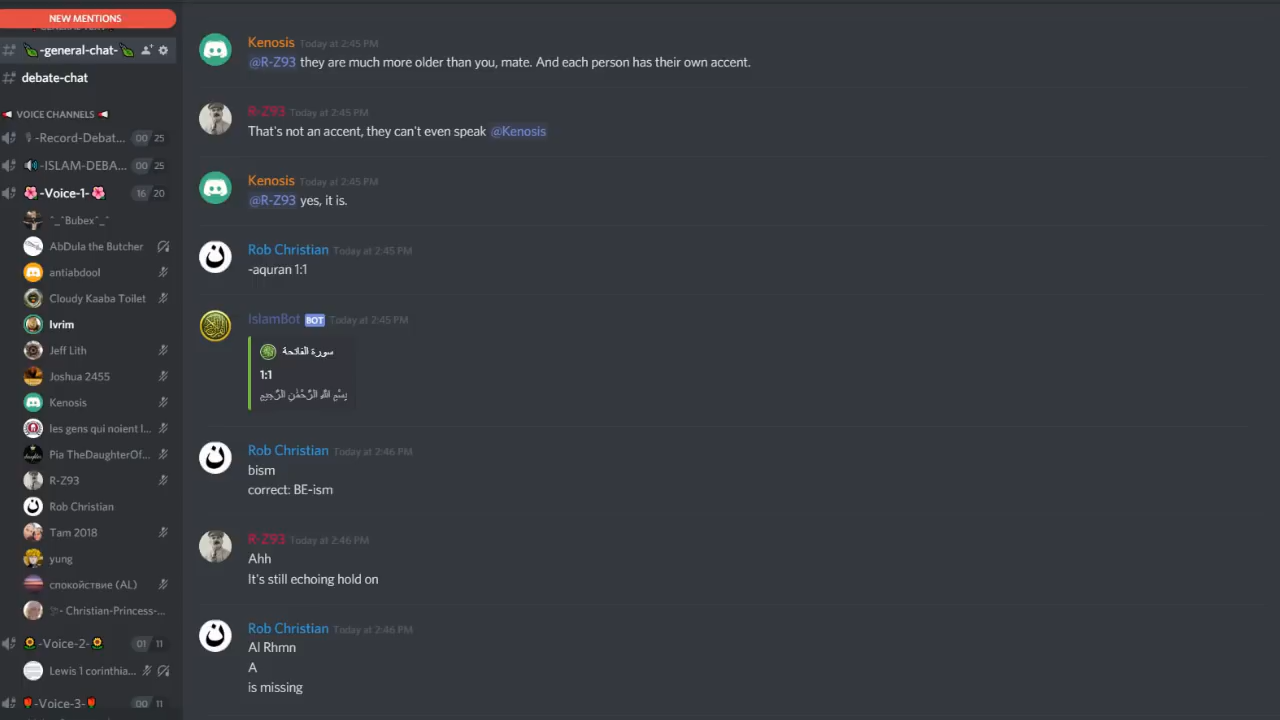 NEW MENTIONS
-general-chat-
debate-chat
VOICE CHANNELS
-Record-Debat... 00 25
-ISLAM-DEBA... 00 25
-Voice-1- 16 20
^_^Bubex^_^
AbDula the Butcher
antiabdool
Cloudy Kaaba Toilet
Ivrim
Jeff Lith
Joshua 2455
Kenosis
les gens qui noient l...
Pia TheDaughterOf...
R-Z93
Rob Christian
Tam 2018
yung
спокойствие (AL)
- Christian-Princess-...
-Voice-2- 01 11
Lewis 1 corinthia...
-Voice-3- 00 11
Kenosis Today at 2:45 PM
@R-Z93 they are much more older than you, mate. And each person has their own accent.
R-Z93 Today at 2:45 PM
That's not an accent, they can't even speak @Kenosis
Kenosis Today at 2:45 PM
@R-Z93 yes, it is.
Rob Christian Today at 2:45 PM
-aquran 1:1
IslamBot BOT Today at 2:45 PM
سورة الفاتحة
1:1
بِسْمِ اللَّهِ الرَّحْمَٰنِ الرَّحِيمِ
Rob Christian Today at 2:46 PM
bism
correct: BE-ism
R-Z93 Today at 2:46 PM
Ahh
It's still echoing hold on
Rob Christian Today at 2:46 PM
Al Rhmn
A
is missing